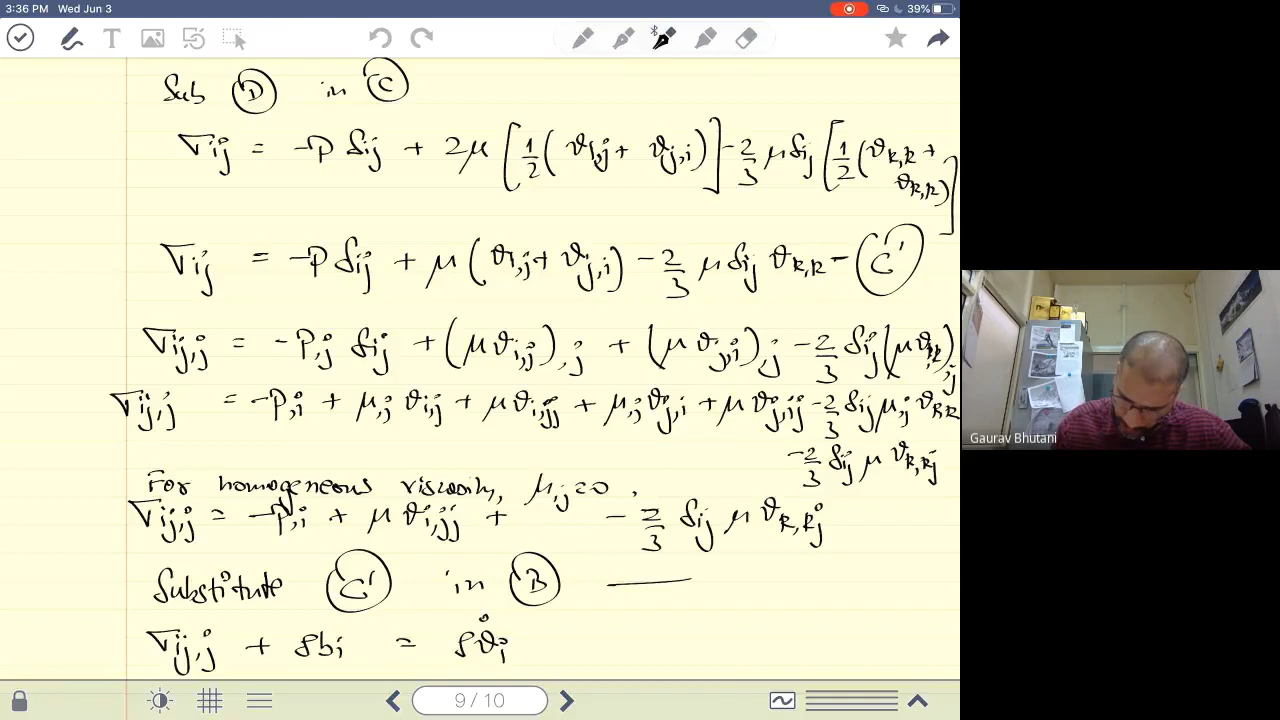 3:36 PM Wed Jun 3
39%
Sub (D) in (C)
σij = -P δij + 2μ [1/2 (vi,j + vj,i)] - 2/3 μ δij [1/2 (vk,k + vk,k)]
σij = -P δij + μ (vi,j + vj,i) - 2/3 μ δij vk,k - (C')
σij,j = -P,j δij + (μ vi,j),j + (μ vj,i),j - 2/3 δij (μ vk,k),j
σij,j = -P,i + μ,j vi,j + μ vi,jj + μ,j vj,i + μ vj,ij - 2/3 δij μ,j vk,k
- 2/3 δij μ vk,kj
For homogeneous viscosity, μ,j = 0,
σij,j = -P,i + μ vi,jj + - 2/3 δij μ vk,kj
Substitute (C') in (B) —
σij,j + ρbi = ρv̇i
Gaurav Bhutani
9 / 10